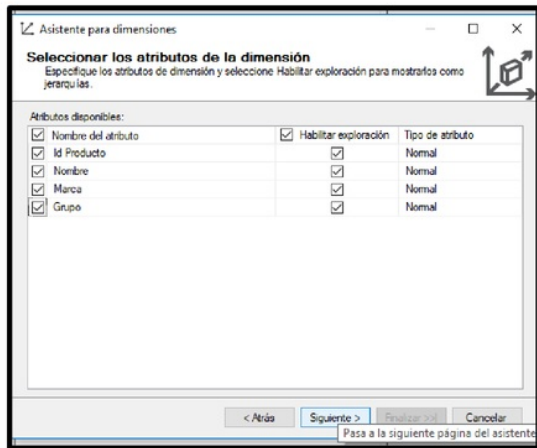 Asistente para dimensiones
Seleccionar los atributos de la dimensión
Especifique los atributos de dimensión y seleccione Habilitar exploración para mostrarlos como
jerarquías.
Atributos disponibles:
Nombre del atributo Habilitar exploración Tipo de atributo
Id Producto Normal
Nombre Normal
Marca Normal
Grupo Normal
< Atrás Siguiente > Finalizar >>| Cancelar
Pasa a la siguiente página del asistente